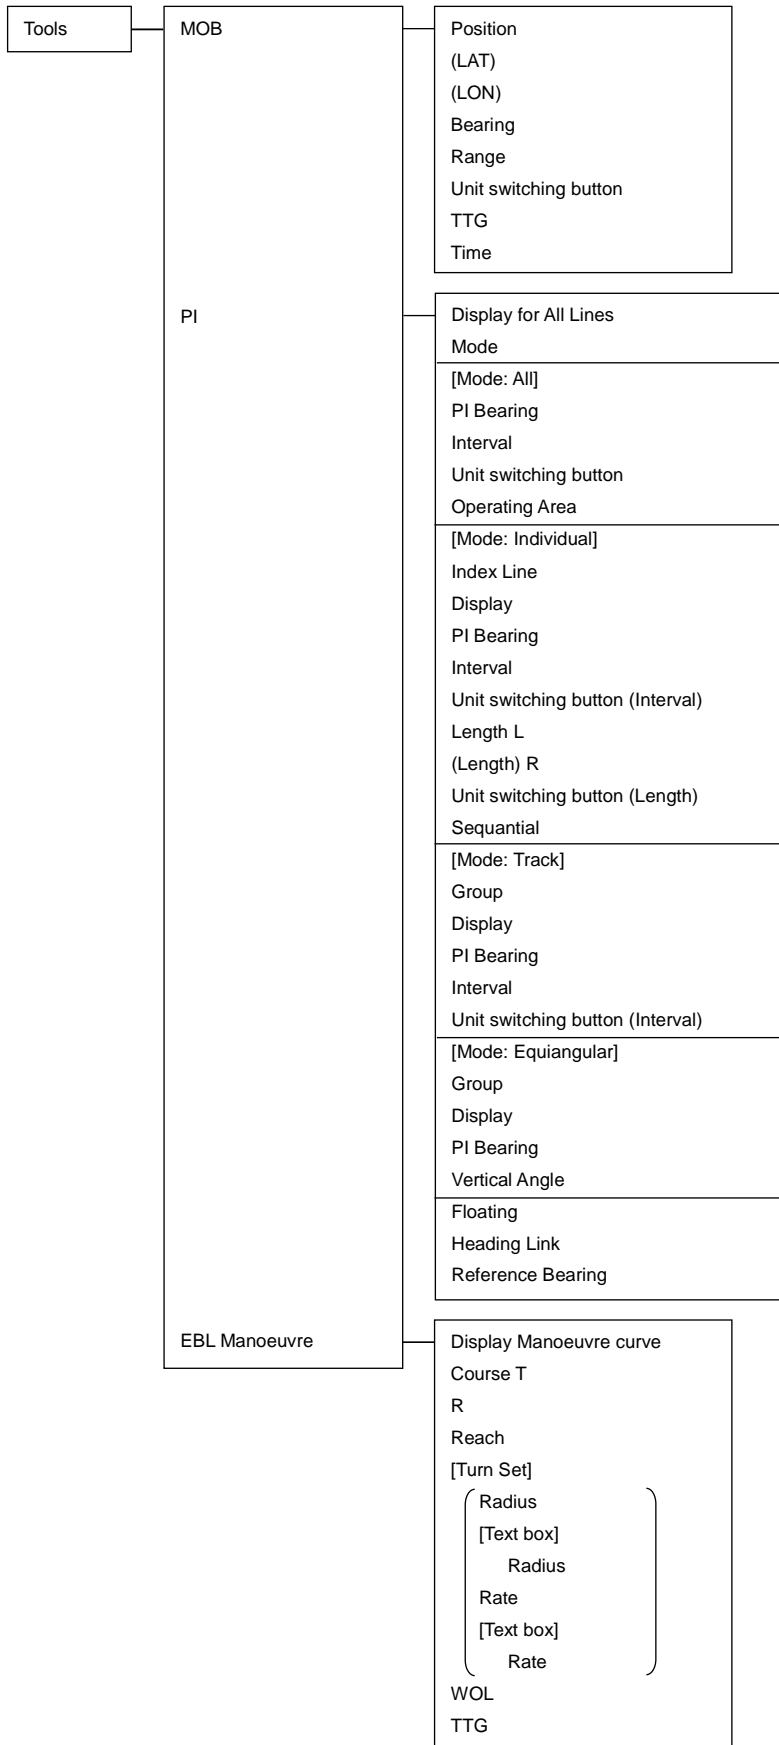 Tools
MOB
Position
(LAT)
(LON)
Bearing
Range
Unit switching button
TTG
Time
PI
Display for All Lines
Mode
[Mode: All]
PI Bearing
Interval
Unit switching button
Operating Area
[Mode: Individual]
Index Line
Display
PI Bearing
Interval
Unit switching button (Interval)
Length L
(Length) R
Unit switching button (Length)
Sequantial
[Mode: Track]
Group
Display
PI Bearing
Interval
Unit switching button (Interval)
[Mode: Equiangular]
Group
Display
PI Bearing
Vertical Angle
Floating
Heading Link
Reference Bearing
EBL Manoeuvre
Display Manoeuvre curve
Course T
R
Reach
[Turn Set]
Radius
[Text box]
Radius
Rate
[Text box]
Rate
WOL
TTG